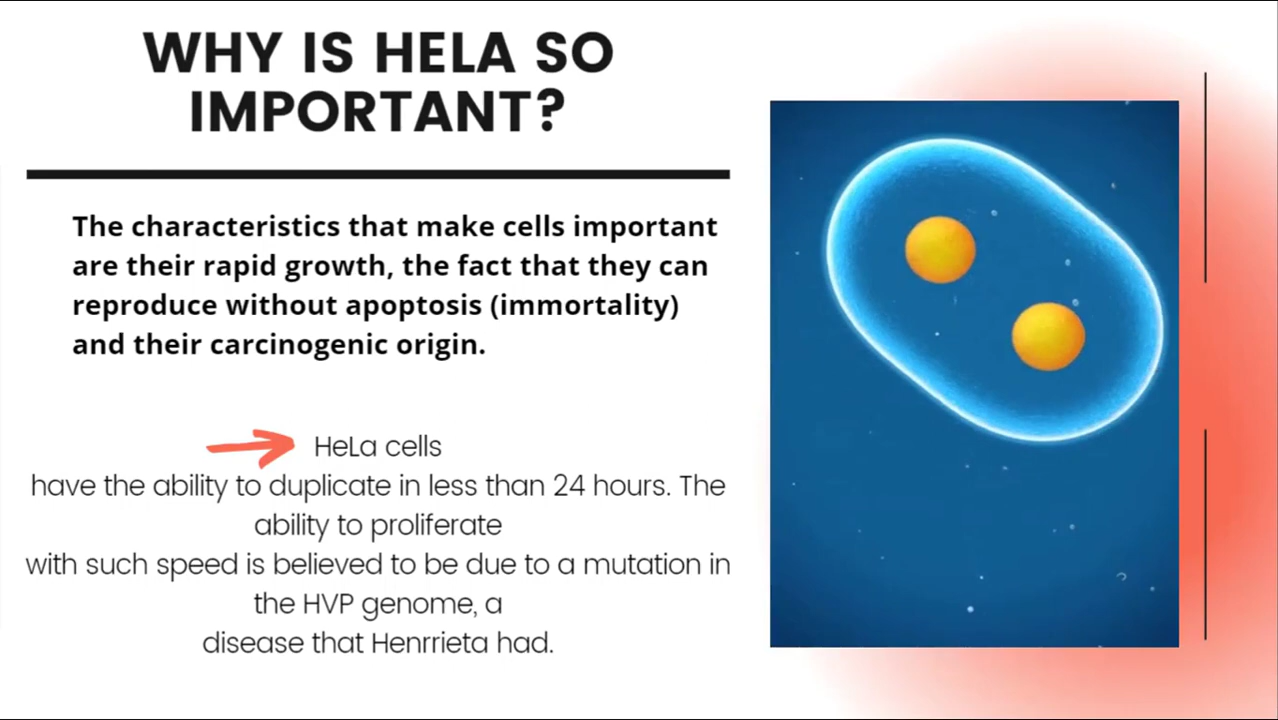 WHY IS HELA SO
IMPORTANT?
The characteristics that make cells important
are their rapid growth, the fact that they can
reproduce without apoptosis (immortality)
and their carcinogenic origin.
HeLa cells
have the ability to duplicate in less than 24 hours. The
ability to proliferate
with such speed is believed to be due to a mutation in
the HVP genome, a
disease that Henrrieta had.